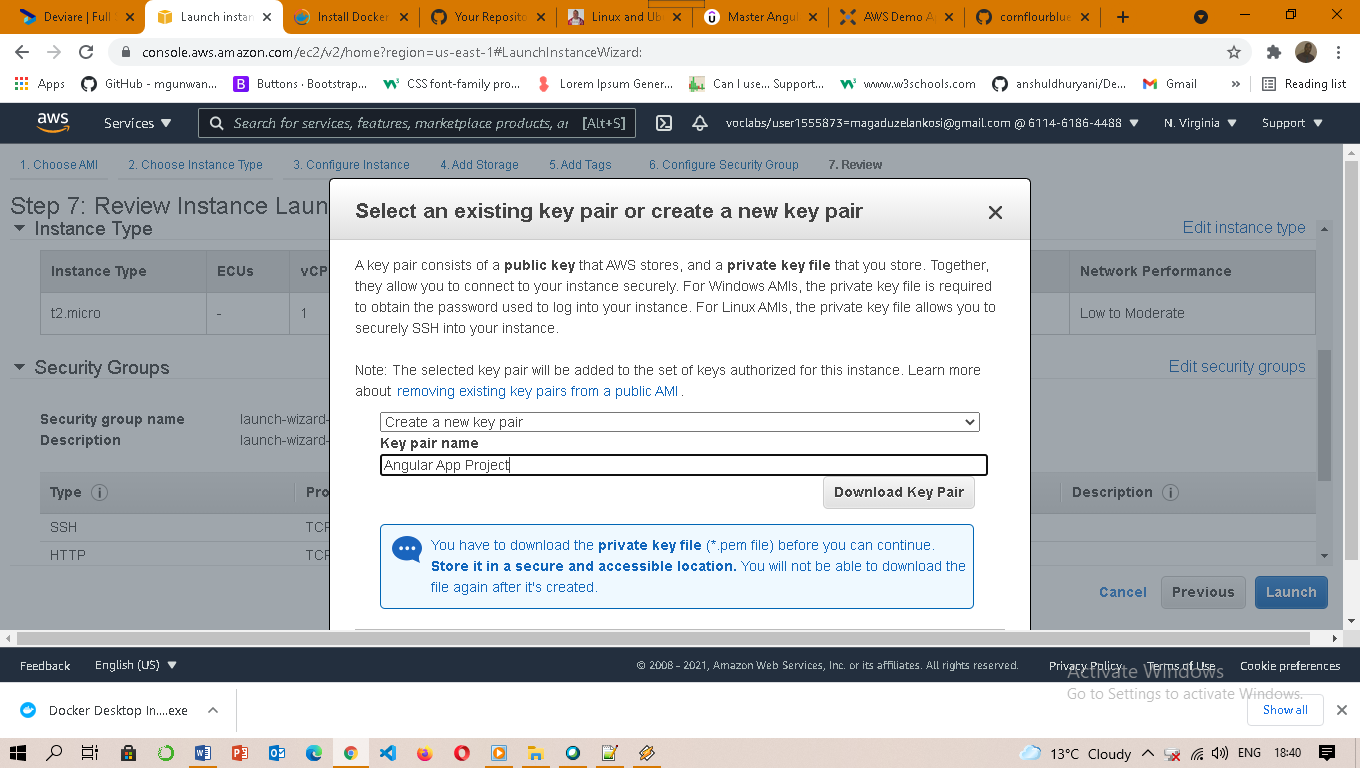 Deviare | Full S
Launch instan
Install Docker
Your Reposito
Linux and Ub
Master Angul
AWS Demo A
cornflourblue
console.aws.amazon.com/ec2/v2/home?region=us-east-1#LaunchInstanceWizard:
Apps
GitHub - mgunwan...
Buttons · Bootstrap...
CSS font-family pro...
Lorem Ipsum Gener...
Can I use... Support...
www.w3schools.com
anshuldhuryani/De...
Gmail
»
Reading list
aws
Services
Search for services, features, marketplace products, ar
[Alt+S]
voclabs/user1555873=magaduzelankosi@gmail.com @ 6114-6186-4488
N. Virginia
Support
1. Choose AMI
2. Choose Instance Type
3. Configure Instance
4. Add Storage
5. Add Tags
6. Configure Security Group
7. Review
Step 7: Review Instance Laun
Instance Type
Edit instance type
Instance Type
ECUs
vCP
Network Performance
t2.micro
-
1
Low to Moderate
Security Groups
Edit security groups
Security group name
launch-wizard-
Description
launch-wizard-
Type
Pro
Description
SSH
TCP
HTTP
TCP
Select an existing key pair or create a new key pair
A key pair consists of a public key that AWS stores, and a private key file that you store. Together,
they allow you to connect to your instance securely. For Windows AMIs, the private key file is required
to obtain the password used to log into your instance. For Linux AMIs, the private key file allows you to
securely SSH into your instance.
Note: The selected key pair will be added to the set of keys authorized for this instance. Learn more
about removing existing key pairs from a public AMI.
Create a new key pair
Key pair name
Angular App Project
Download Key Pair
You have to download the private key file (*.pem file) before you can continue.
Store it in a secure and accessible location. You will not be able to download the
file again after it's created.
Cancel
Previous
Launch
Feedback
English (US)
© 2008 - 2021, Amazon Web Services, Inc. or its affiliates. All rights reserved.
Privacy Policy
Terms of Use
Cookie preferences
Activate Windows
Go to Settings to activate Windows.
Docker Desktop In....exe
Show all
13°C Cloudy
ENG
18:40